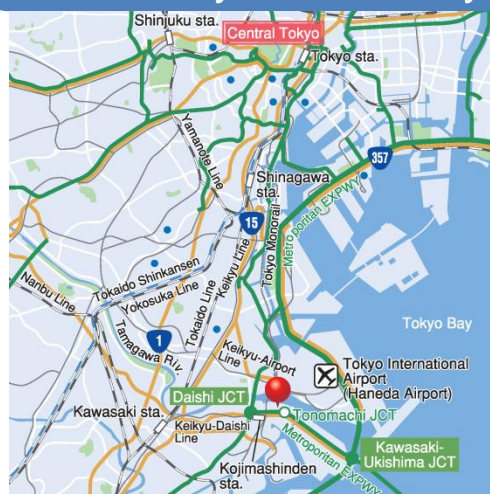 Shinjuku sta.
Central Tokyo
Tokyo sta.
Yamanote Line
357
Shinagawa
sta.
Metroporitan EXPWY
15
Tokyo Monorail
Keikyu Line
Tokaido Shinkansen
Yokosuka Line
Nanbu Line
Tokaido Line
Tamagawa Riv.
1
Tokyo Bay
Keikyu-Airport
Line
Tokyo International
Airport
(Haneda Airport)
Daishi JCT
Tonomachi JCT
Kawasaki sta.
Keikyu-Daishi
Line
Metroporitan EXPWY
Kawasaki-
Ukishima JCT
Kojimashinden
sta.